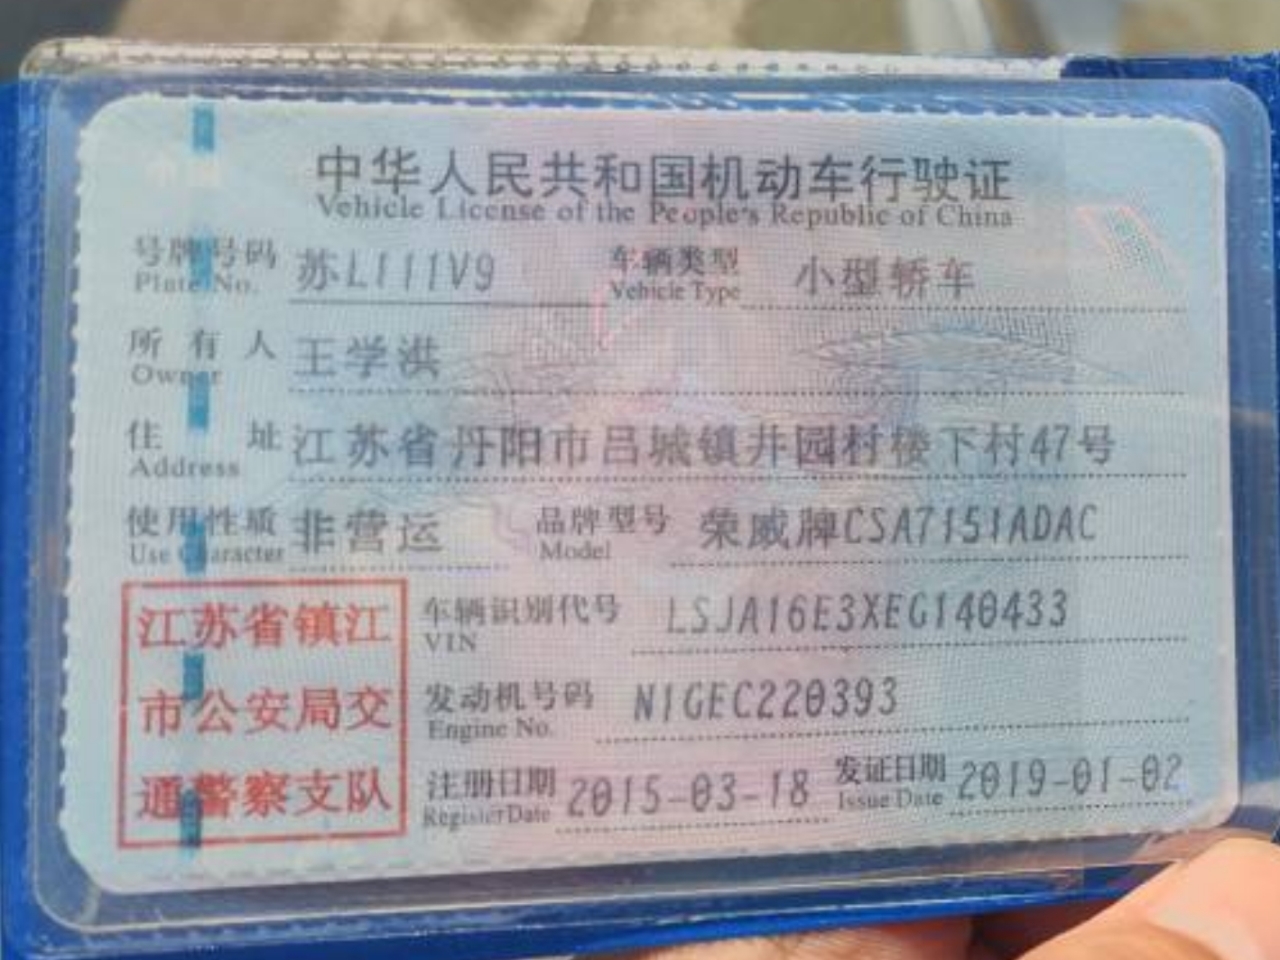 中华人民共和国机动车行驶证
Vehicle License of the People's Republic of China
号牌号码 苏L111V9 车辆类型 小型轿车
Plate No. Vehicle Type
所有人 王学洪
Owner
住址 江苏省丹阳市吕城镇井园村楼下村47号
Address
使用性质 非营运 品牌型号 荣威牌CSA7151ADAC
Use Character Model
江苏省镇江 车辆识别代号 LSJA16E3XEG140433
VIN
市公安局交 发动机号码 N1GEC220393
Engine No.
通警察支队 注册日期 2015-03-18 发证日期 2019-01-02
Register Date Issue Date